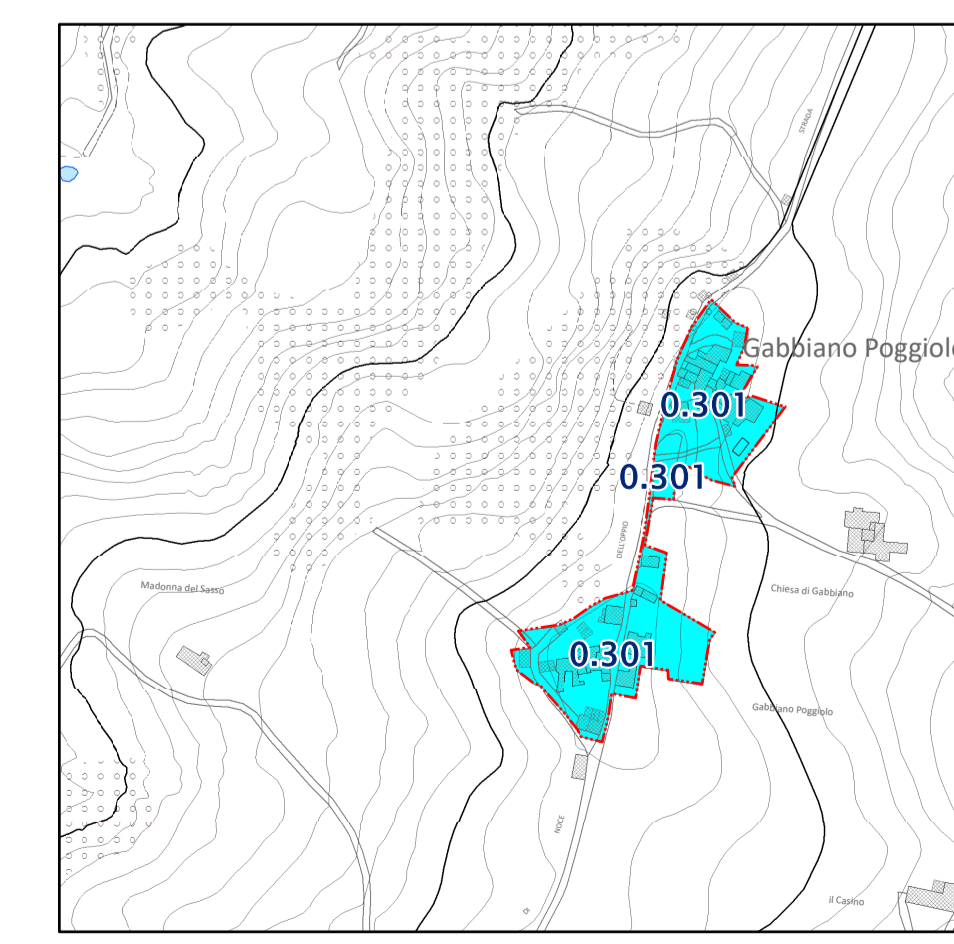 STRADA
Gabbiano Poggiolo
0.301
0.301
DELL'OPPIO
Madonna del Sasso
Chiesa di Gabbiano
0.301
Gabbiano Poggiolo
NOCE
il Casino
DI